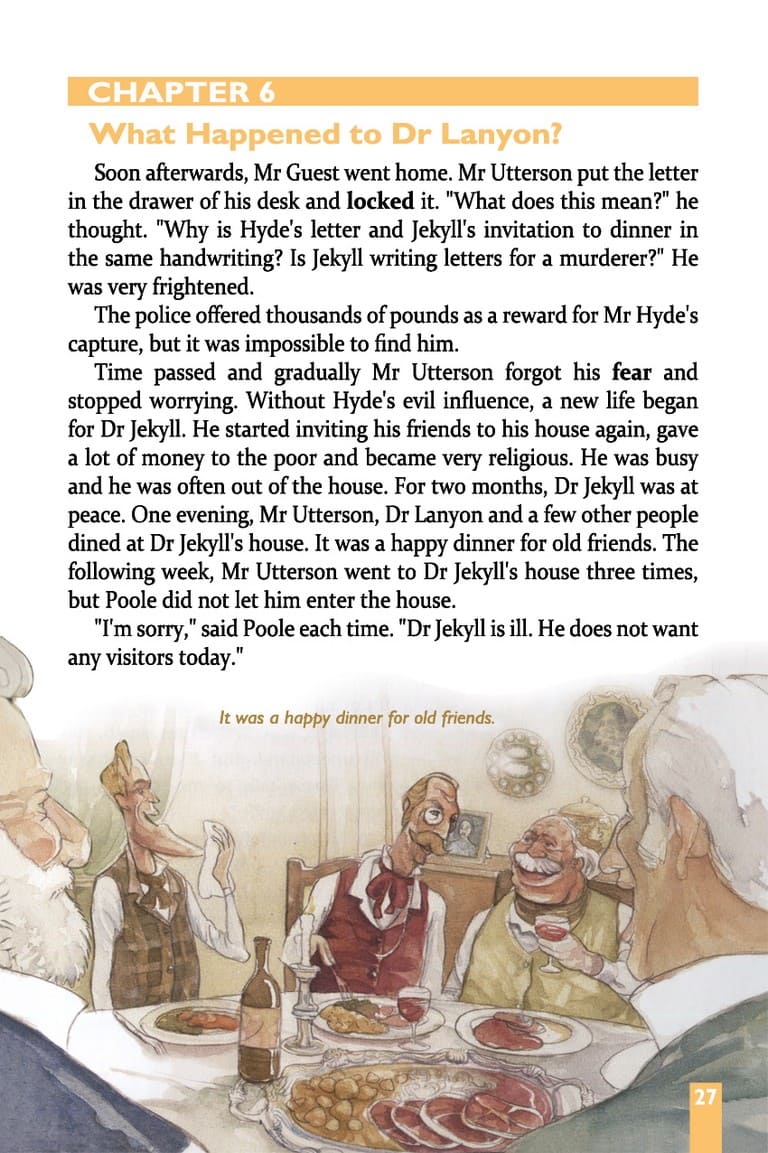 CHAPTER 6
What Happened to Dr Lanyon?
Soon afterwards, Mr Guest went home. Mr Utterson put the letter
in the drawer of his desk and locked it. "What does this mean?" he
thought. "Why is Hyde's letter and Jekyll's invitation to dinner in
the same handwriting? Is Jekyll writing letters for a murderer?" He
was very frightened.
The police offered thousands of pounds as a reward for Mr Hyde's
capture, but it was impossible to find him.
Time passed and gradually Mr Utterson forgot his fear and
stopped worrying. Without Hyde's evil influence, a new life began
for Dr Jekyll. He started inviting his friends to his house again, gave
a lot of money to the poor and became very religious. He was busy
and he was often out of the house. For two months, Dr Jekyll was at
peace. One evening, Mr Utterson, Dr Lanyon and a few other people
dined at Dr Jekyll's house. It was a happy dinner for old friends. The
following week, Mr Utterson went to Dr Jekyll's house three times,
but Poole did not let him enter the house.
"I'm sorry," said Poole each time. "Dr Jekyll is ill. He does not want
any visitors today."
It was a happy dinner for old friends.
27